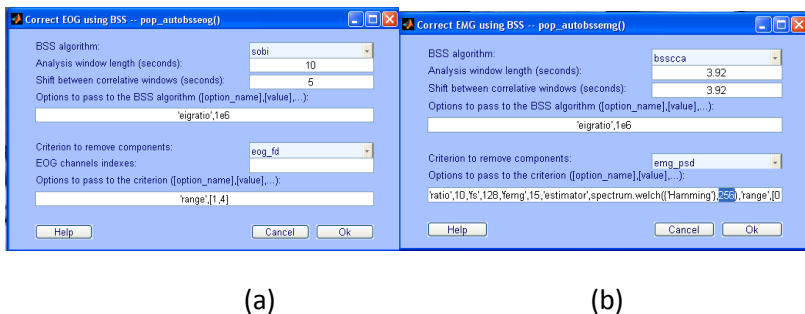 Correct EOG using BSS -- pop_autobsseog()
BSS algorithm:
sobi
Analysis window length (seconds):
10
Shift between correlative windows (seconds):
5
Options to pass to the BSS algorithm ([option_name],[value],...):
'eigratio',1e6
Criterion to remove components:
eog_fd
EOG channels indexes:
Options to pass to the criterion ([option_name],[value],...):
'range',[1,4]
Help
Cancel
Ok
(a)
Correct EMG using BSS -- pop_autobssemg()
BSS algorithm:
bsscca
Analysis window length (seconds):
3.92
Shift between correlative windows (seconds):
3.92
Options to pass to the BSS algorithm ([option_name],[value],...):
'eigratio',1e6
Criterion to remove components:
emg_psd
Options to pass to the criterion ([option_name],[value],...):
'ratio',10,'fs',128,'femg',15,'estimator',spectrum.welch({'Hamming'},256),'range',[0
Help
Cancel
Ok
(b)